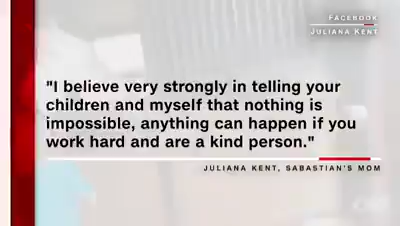 FACEBOOK
JULIANA KENT
"I believe very strongly in telling your
children and myself that nothing is
impossible, anything can happen if you
work hard and are a kind person."
JULIANA KENT, SABASTIAN'S MOM